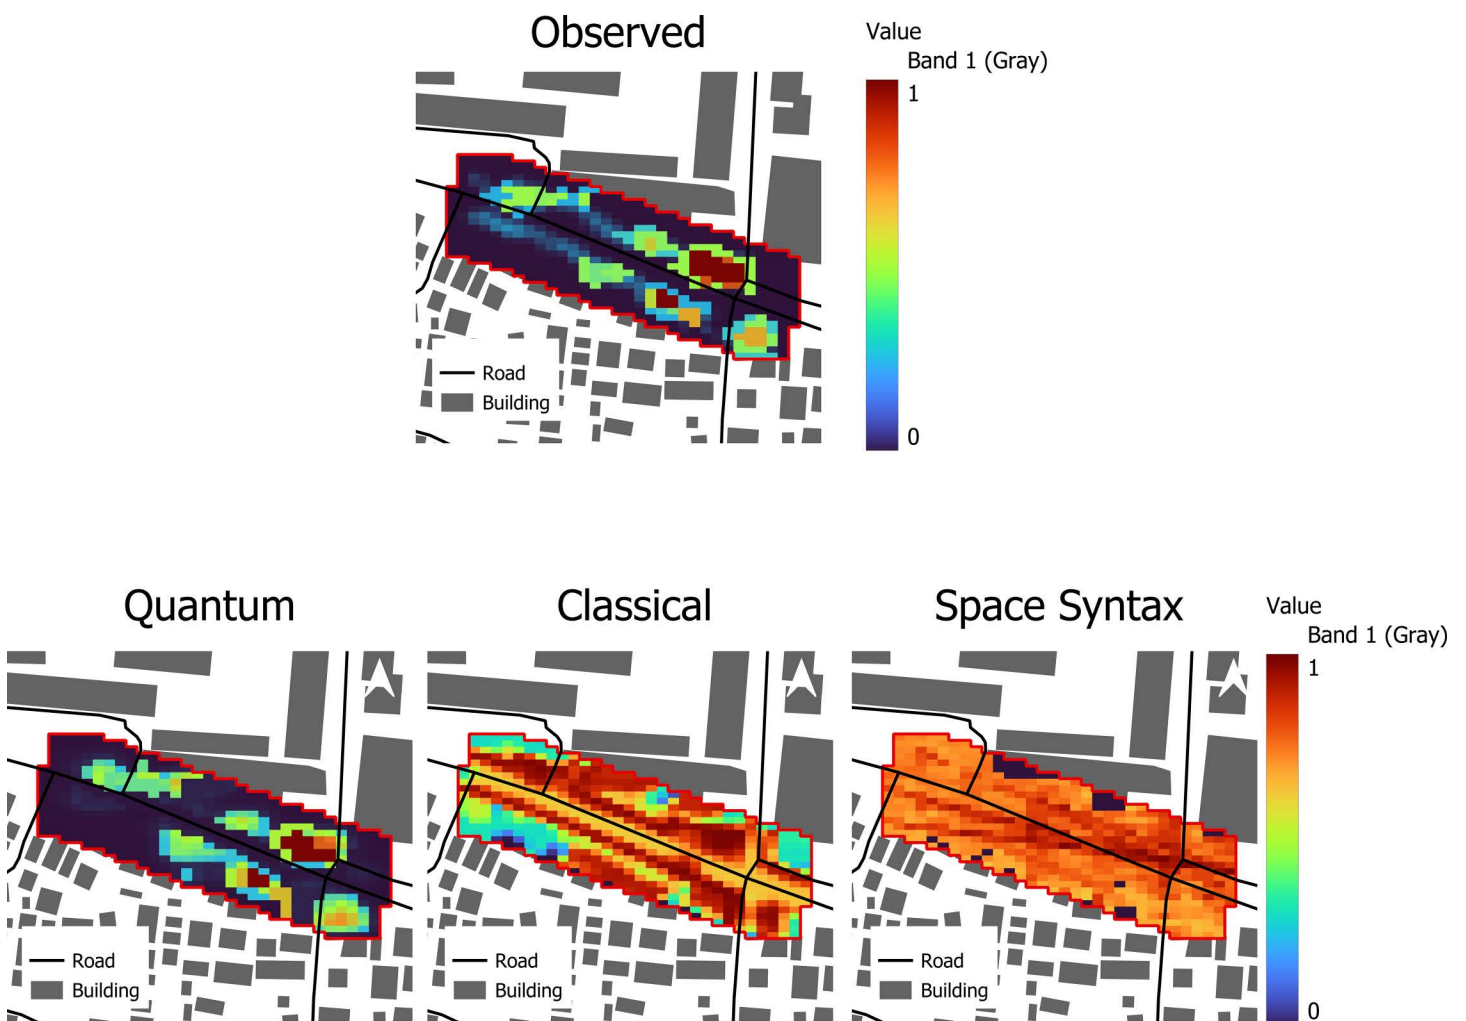 Observed
Value
Band 1 (Gray)
1
0
Road
Building
Quantum
Classical
Space Syntax
Value
Band 1 (Gray)
1
0
Road
Building
Road
Building
Road
Building